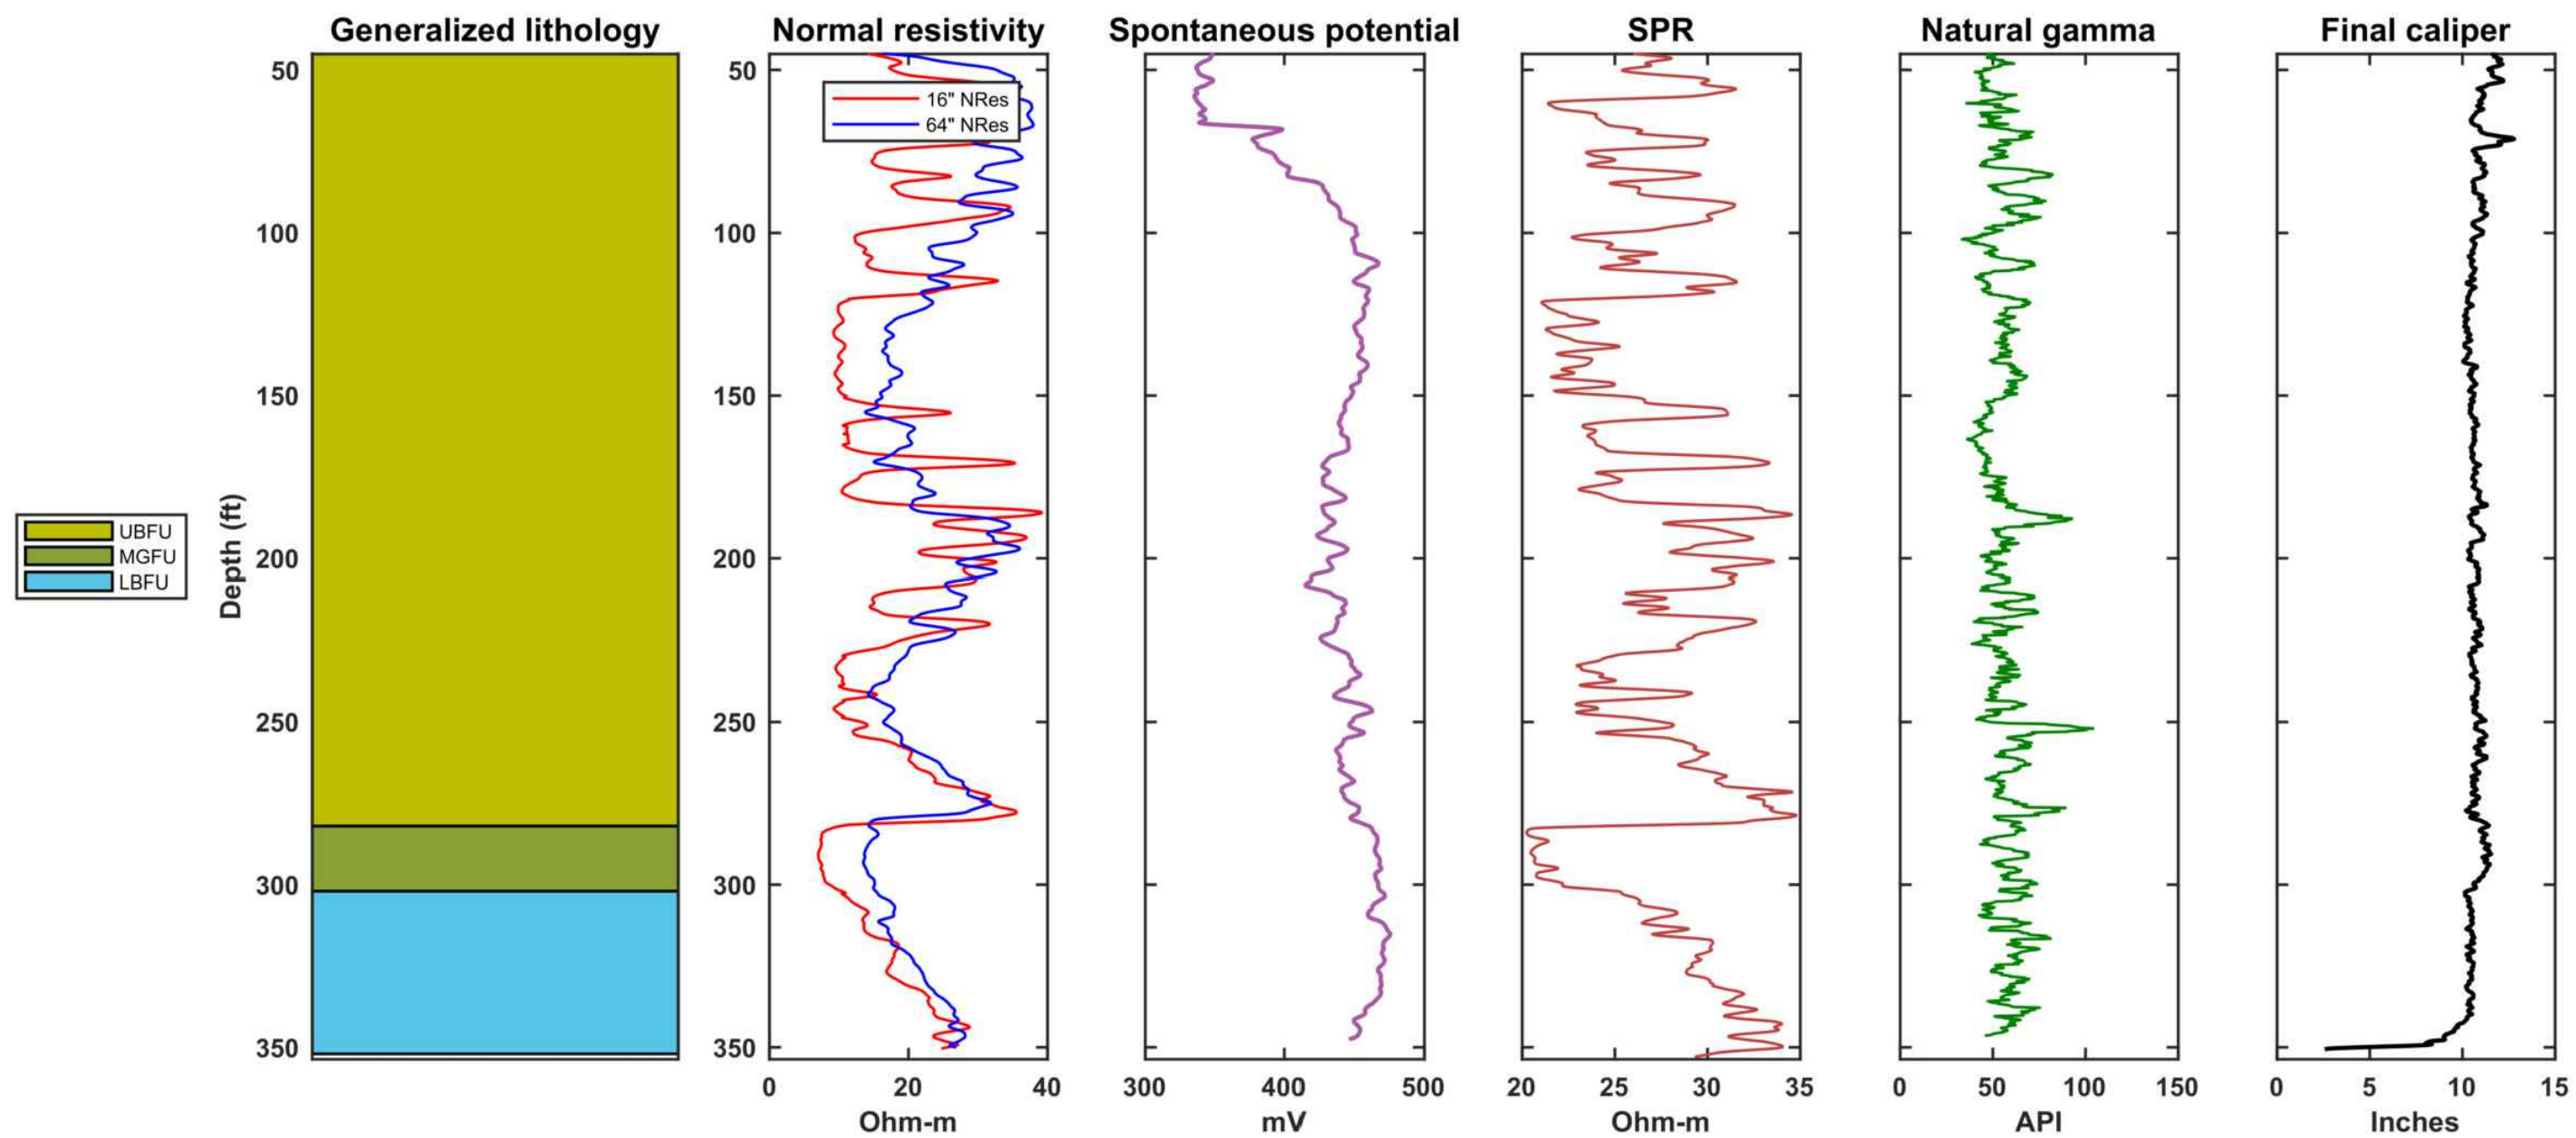 Generalized lithology
Normal resistivity
Spontaneous potential
SPR
Natural gamma
Final caliper
UBFU
MGFU
LBFU
Depth (ft)
50
100
150
200
250
300
350
50
100
150
200
250
300
350
16" NRes
64" NRes
0 20 40
Ohm-m
300 400 500
mV
20 25 30 35
Ohm-m
0 50 100 150
API
0 5 10 15
Inches